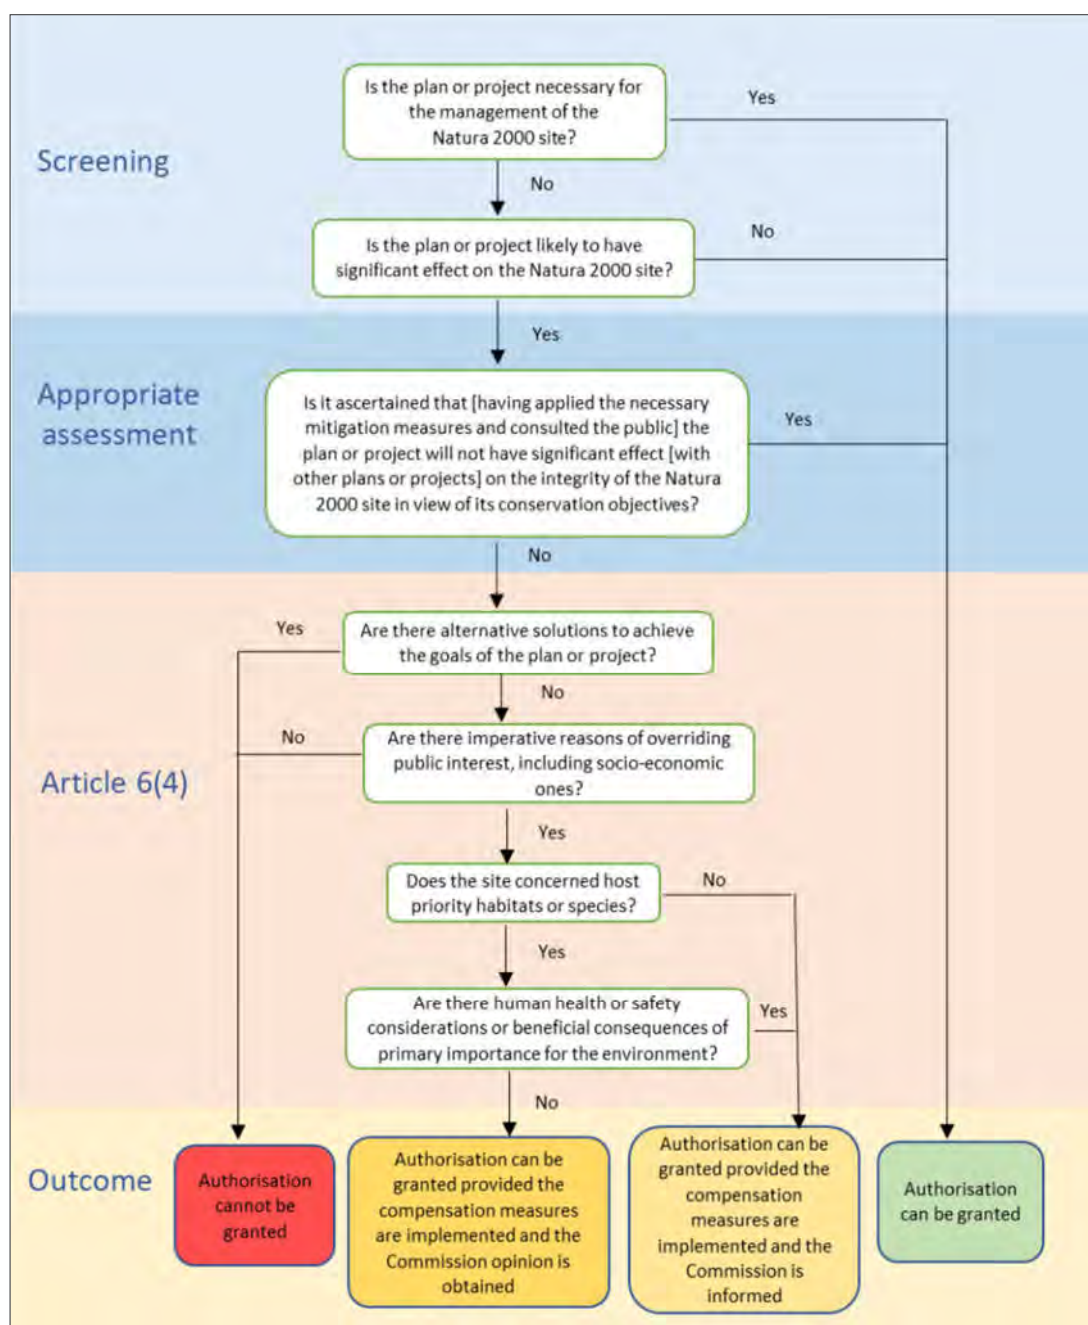 Is the plan or project necessary for
the management of the
Natura 2000 site?
Yes
Screening
No
Is the plan or project likely to have
significant effect on the Natura 2000 site?
No
Yes
Appropriate
assessment
Is it ascertained that [having applied the necessary
mitigation measures and consulted the public] the
plan or project will not have significant effect [with
other plans or projects] on the integrity of the Natura
2000 site in view of its conservation objectives?
Yes
No
Yes
Are there alternative solutions to achieve
the goals of the plan or project?
No
No
Are there imperative reasons of overriding
public interest, including socio-economic
ones?
Article 6(4)
Yes
Does the site concerned host
priority habitats or species?
No
Yes
Are there human health or safety
considerations or beneficial consequences of
primary importance for the environment?
Yes
No
Outcome
Authorisation
cannot be
granted
Authorisation can be
granted provided the
compensation measures
are implemented and the
Commission opinion is
obtained
Authorisation can be
granted provided the
compensation
measures are
implemented and the
Commission is
informed
Authorisation
can be granted